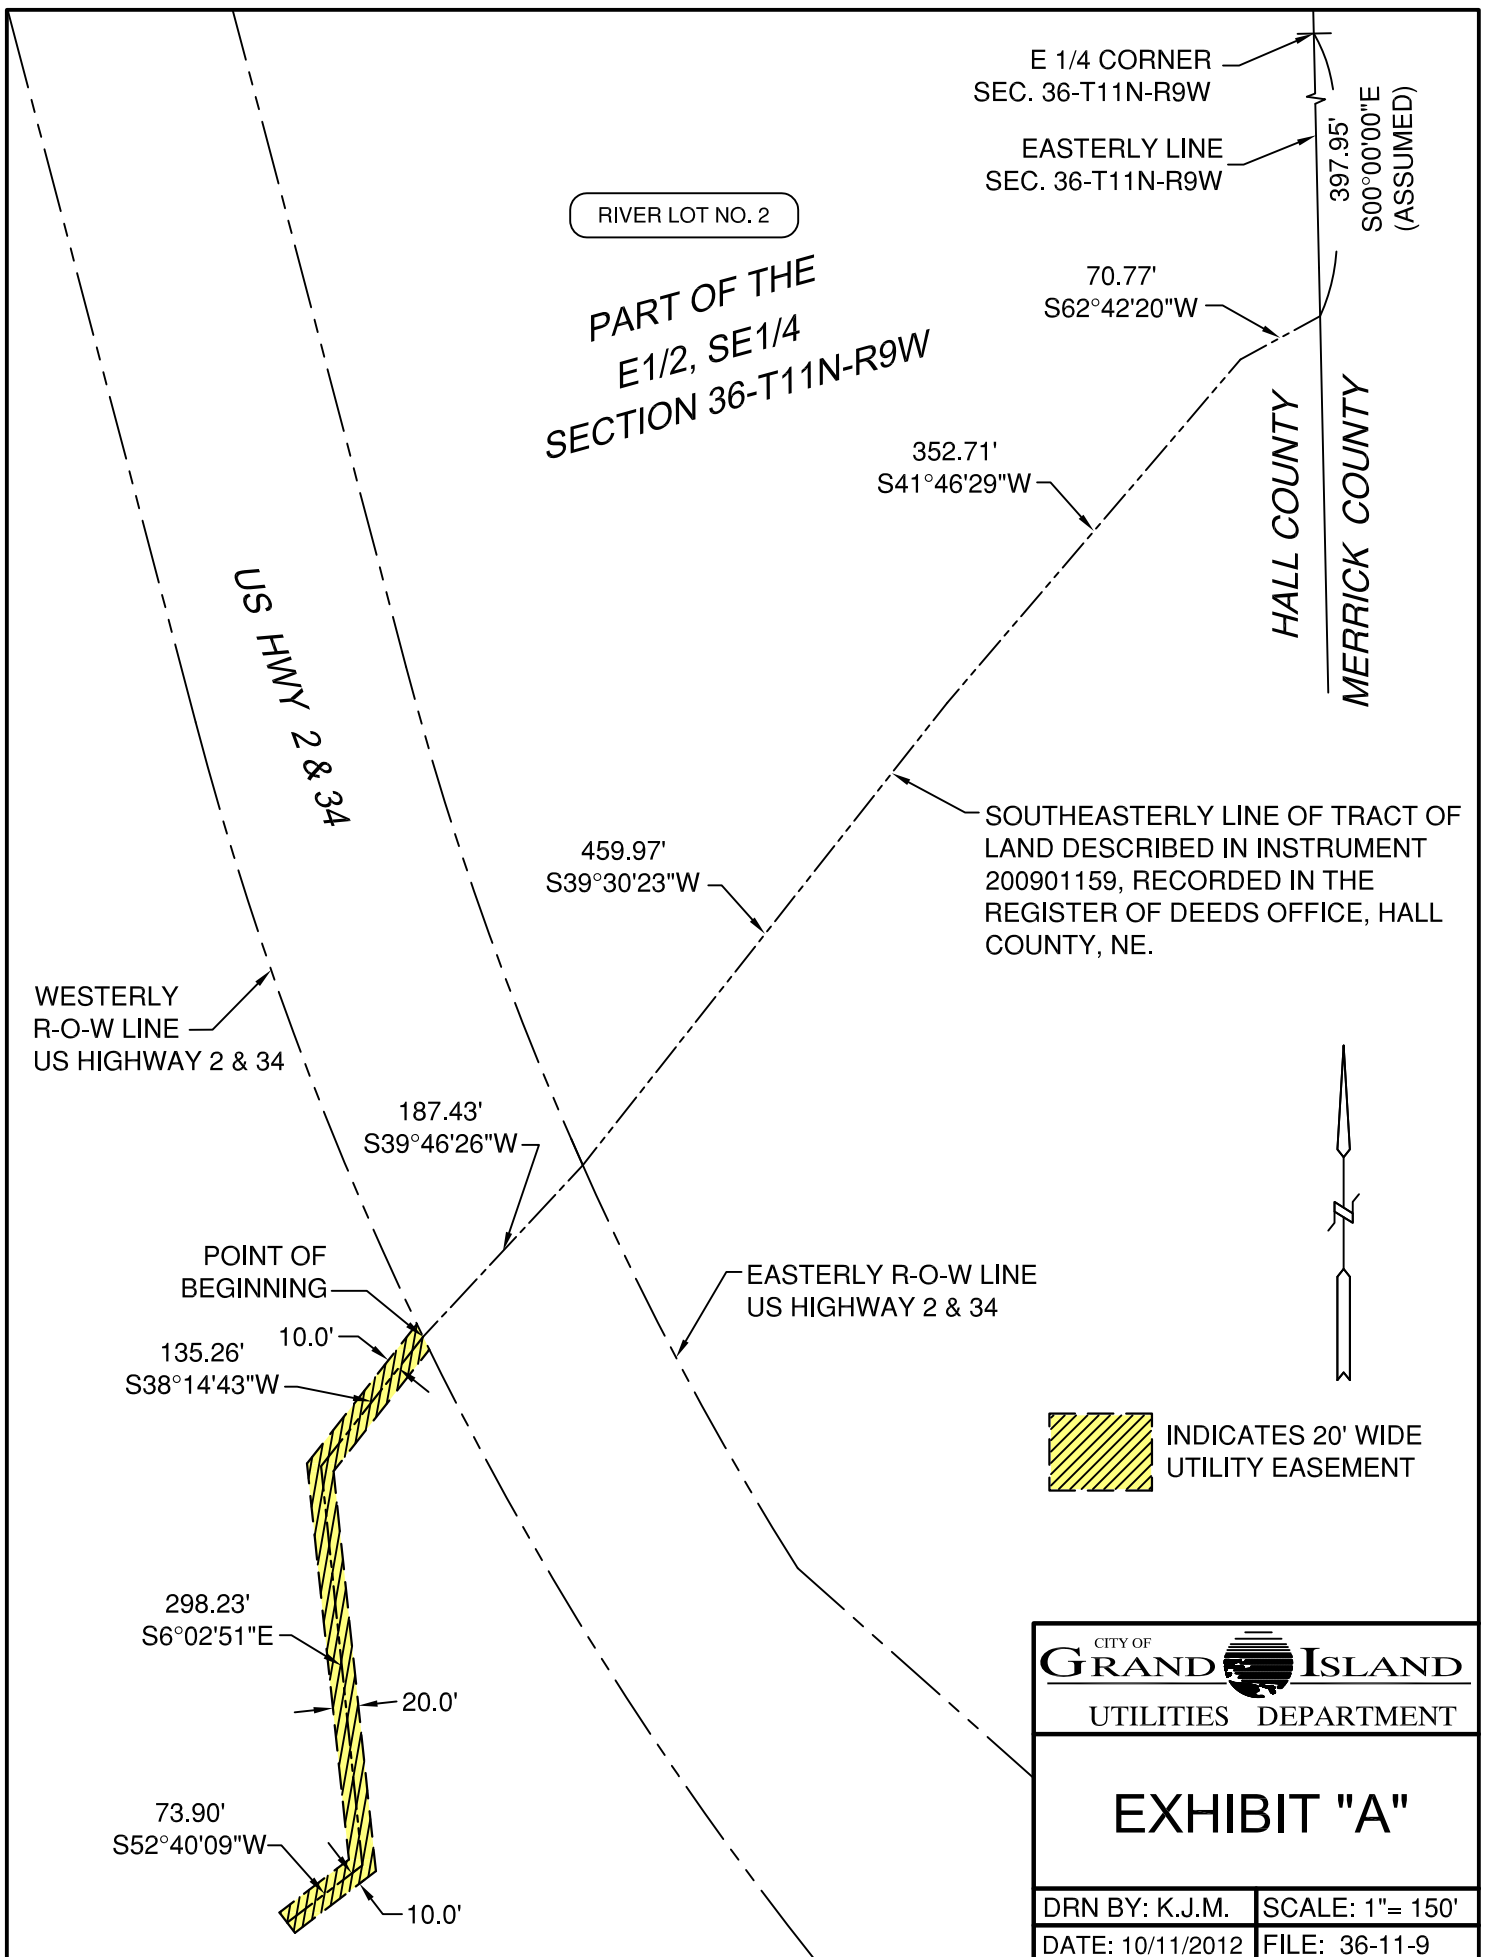 E 1/4 CORNER
SEC. 36-T11N-R9W
EASTERLY LINE
SEC. 36-T11N-R9W
397.95'
S00°00'00"E
(ASSUMED)
RIVER LOT NO. 2
PART OF THE
E1/2, SE1/4
SECTION 36-T11N-R9W
70.77'
S62°42'20"W
352.71'
S41°46'29"W
HALL COUNTY
MERRICK COUNTY
US HWY 2 & 34
SOUTHEASTERLY LINE OF TRACT OF
LAND DESCRIBED IN INSTRUMENT
200901159, RECORDED IN THE
REGISTER OF DEEDS OFFICE, HALL
COUNTY, NE.
459.97'
S39°30'23"W
WESTERLY
R-O-W LINE
US HIGHWAY 2 & 34
187.43'
S39°46'26"W
POINT OF
BEGINNING
EASTERLY R-O-W LINE
US HIGHWAY 2 & 34
10.0'
135.26'
S38°14'43"W
N
INDICATES 20' WIDE
UTILITY EASEMENT
298.23'
S6°02'51"E
20.0'
73.90'
S52°40'09"W
10.0'
CITY OF
GRAND ISLAND
UTILITIES DEPARTMENT
EXHIBIT "A"
DRN BY: K.J.M.
SCALE: 1"= 150'
DATE: 10/11/2012
FILE: 36-11-9